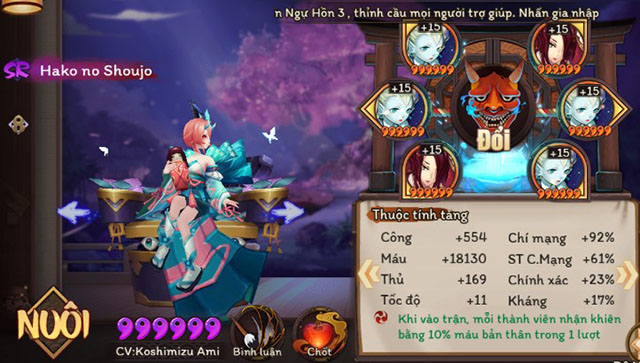 n Ngự Hồn 3 , thỉnh cầu mọi người trợ giúp. Nhấn gia nhập
SR Hako no Shoujo
+15 +15
999999 999999
+15 +15
999999 999999
Đổi
+15 +15
999999 999999
Thuộc tính tăng
Công +554 Chí mạng +92%
Máu +18130 ST C.Mạng +61%
Thủ +169 Chính xác +23%
Tốc độ +11 Kháng +17%
Khi vào trận, mỗi thành viên nhận khiên
bằng 10% máu bản thân trong 1 lượt
NUÔI
999999
CV:Koshimizu Ami
Bình luận
Chốt